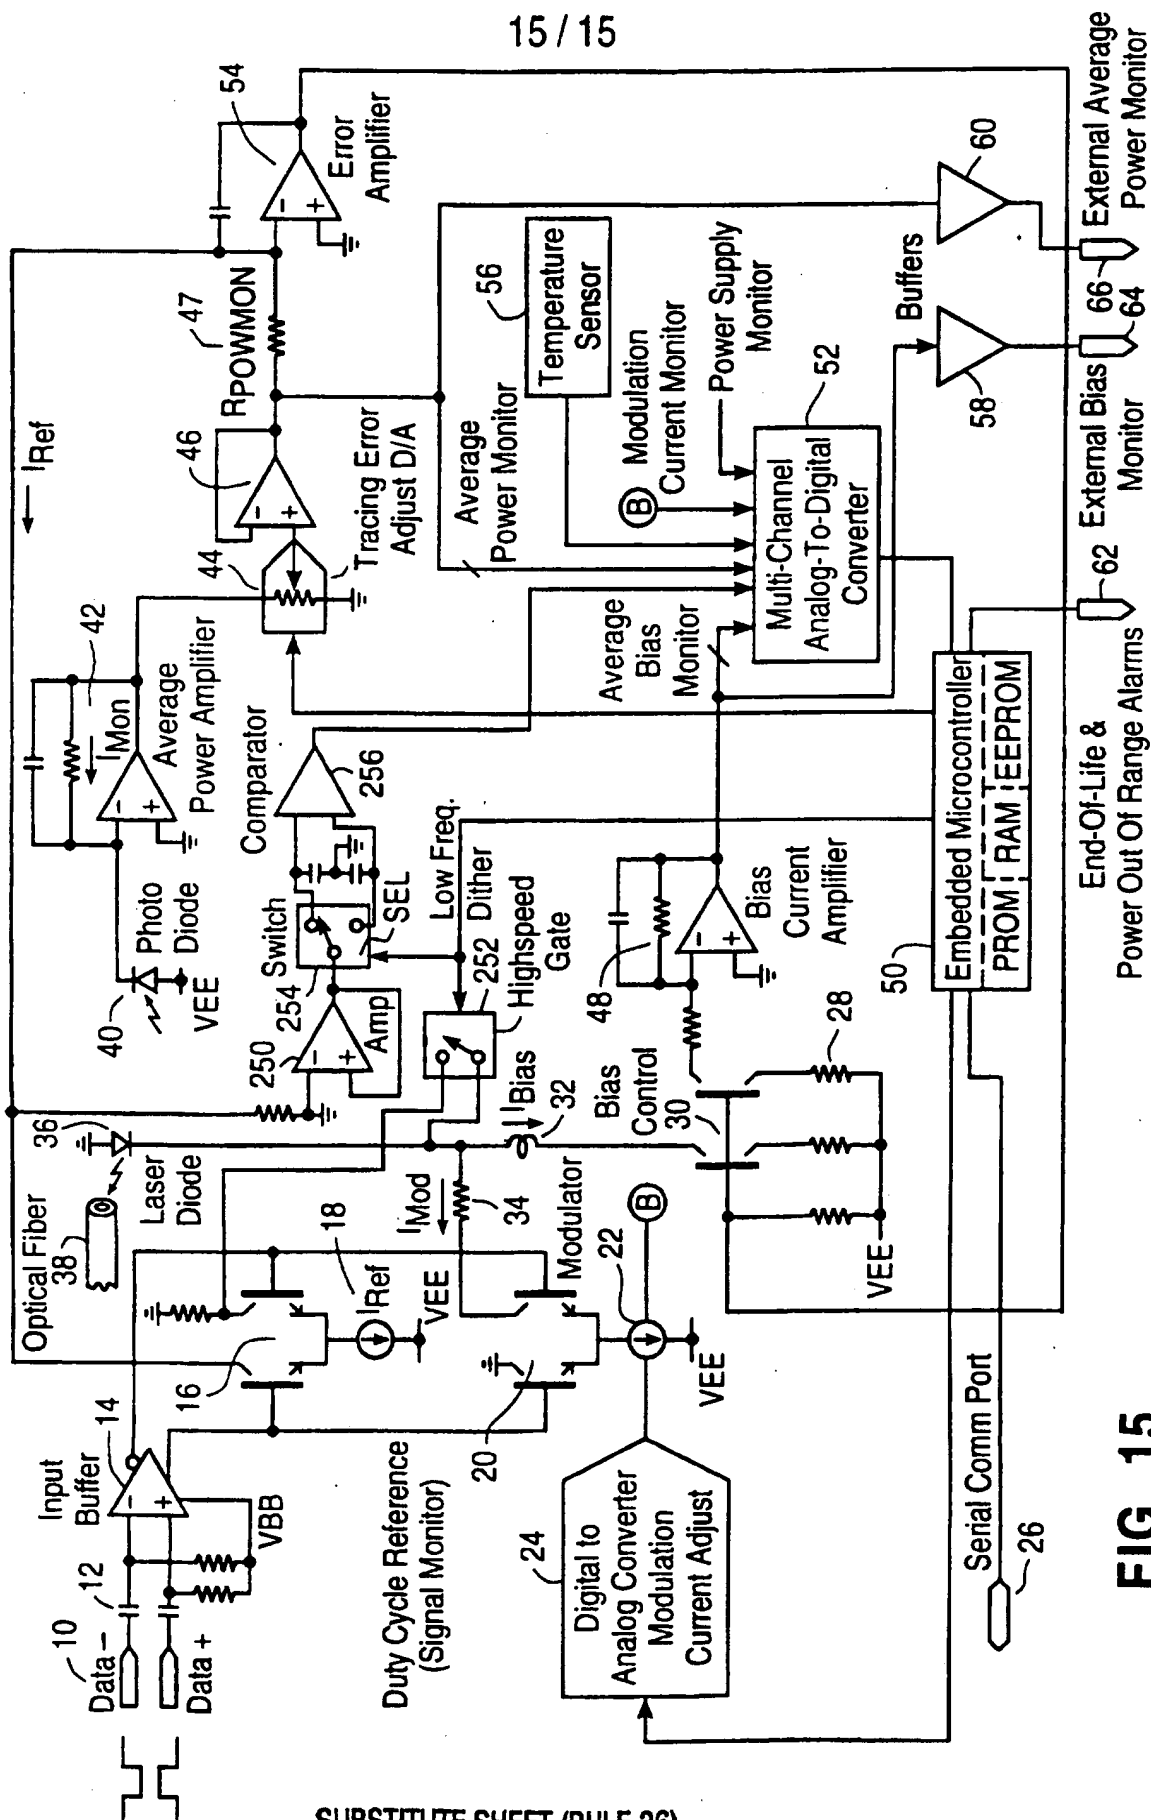 15 / 15
10
Data −
12
Data +
Input
Buffer
14
VBB
Optical Fiber
38
Laser
Diode
36
16
18
IRef
VEE
Duty Cycle Reference
(Signal Monitor)
20
Modulator
IMod
34
22
B
VEE
24
Digital to
Analog Converter
Modulation
Current Adjust
Serial Comm Port
26
40
Photo
Diode
VEE
42
IMon
Average
Power Amplifier
−
+
250
Amp
254
Switch
SEL
Comparator
256
Low Freq.
Dither
252
Highspeed
Gate
IBias
32
Bias
Control
30
28
VEE
48
Bias
Current
Amplifier
44
46
Tracing Error
Adjust D/A
IRef
RPOWMON
47
54
Error
Amplifier
Average
Power Monitor
56
Temperature
Sensor
Modulation
Current Monitor
B
Power Supply
Monitor
Average
Bias
Monitor
52
Multi-Channel
Analog-To-Digital
Converter
50
Embedded Microcontroller
PROM
RAM
EEPROM
Buffers
58
60
62
End-Of-Life &
Power Out Of Range Alarms
64
External Bias
Monitor
66
External Average
Power Monitor
FIG. 15
SUBSTITUTE SHEET (RULE 26)